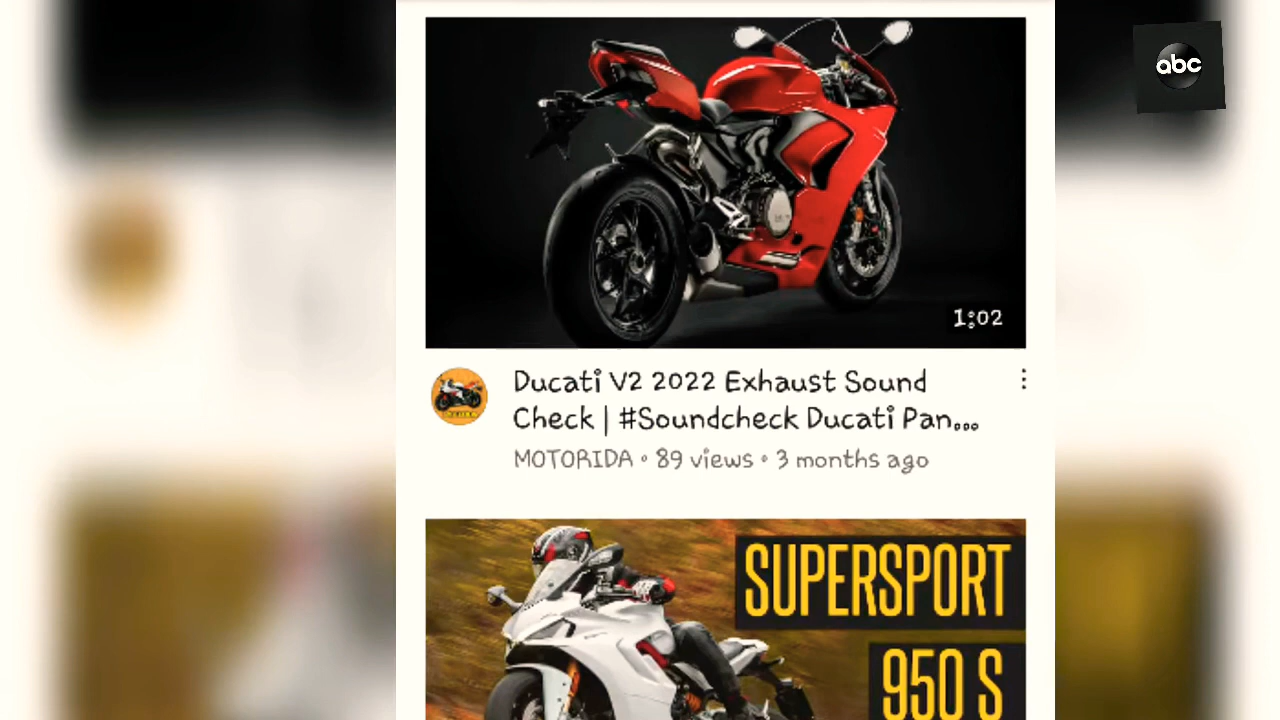 abc
1:02
Ducati V2 2022 Exhaust Sound
Check | #Soundcheck Ducati Pan...
MOTORIDA • 89 views • 3 months ago
SUPERSPORT
950 S